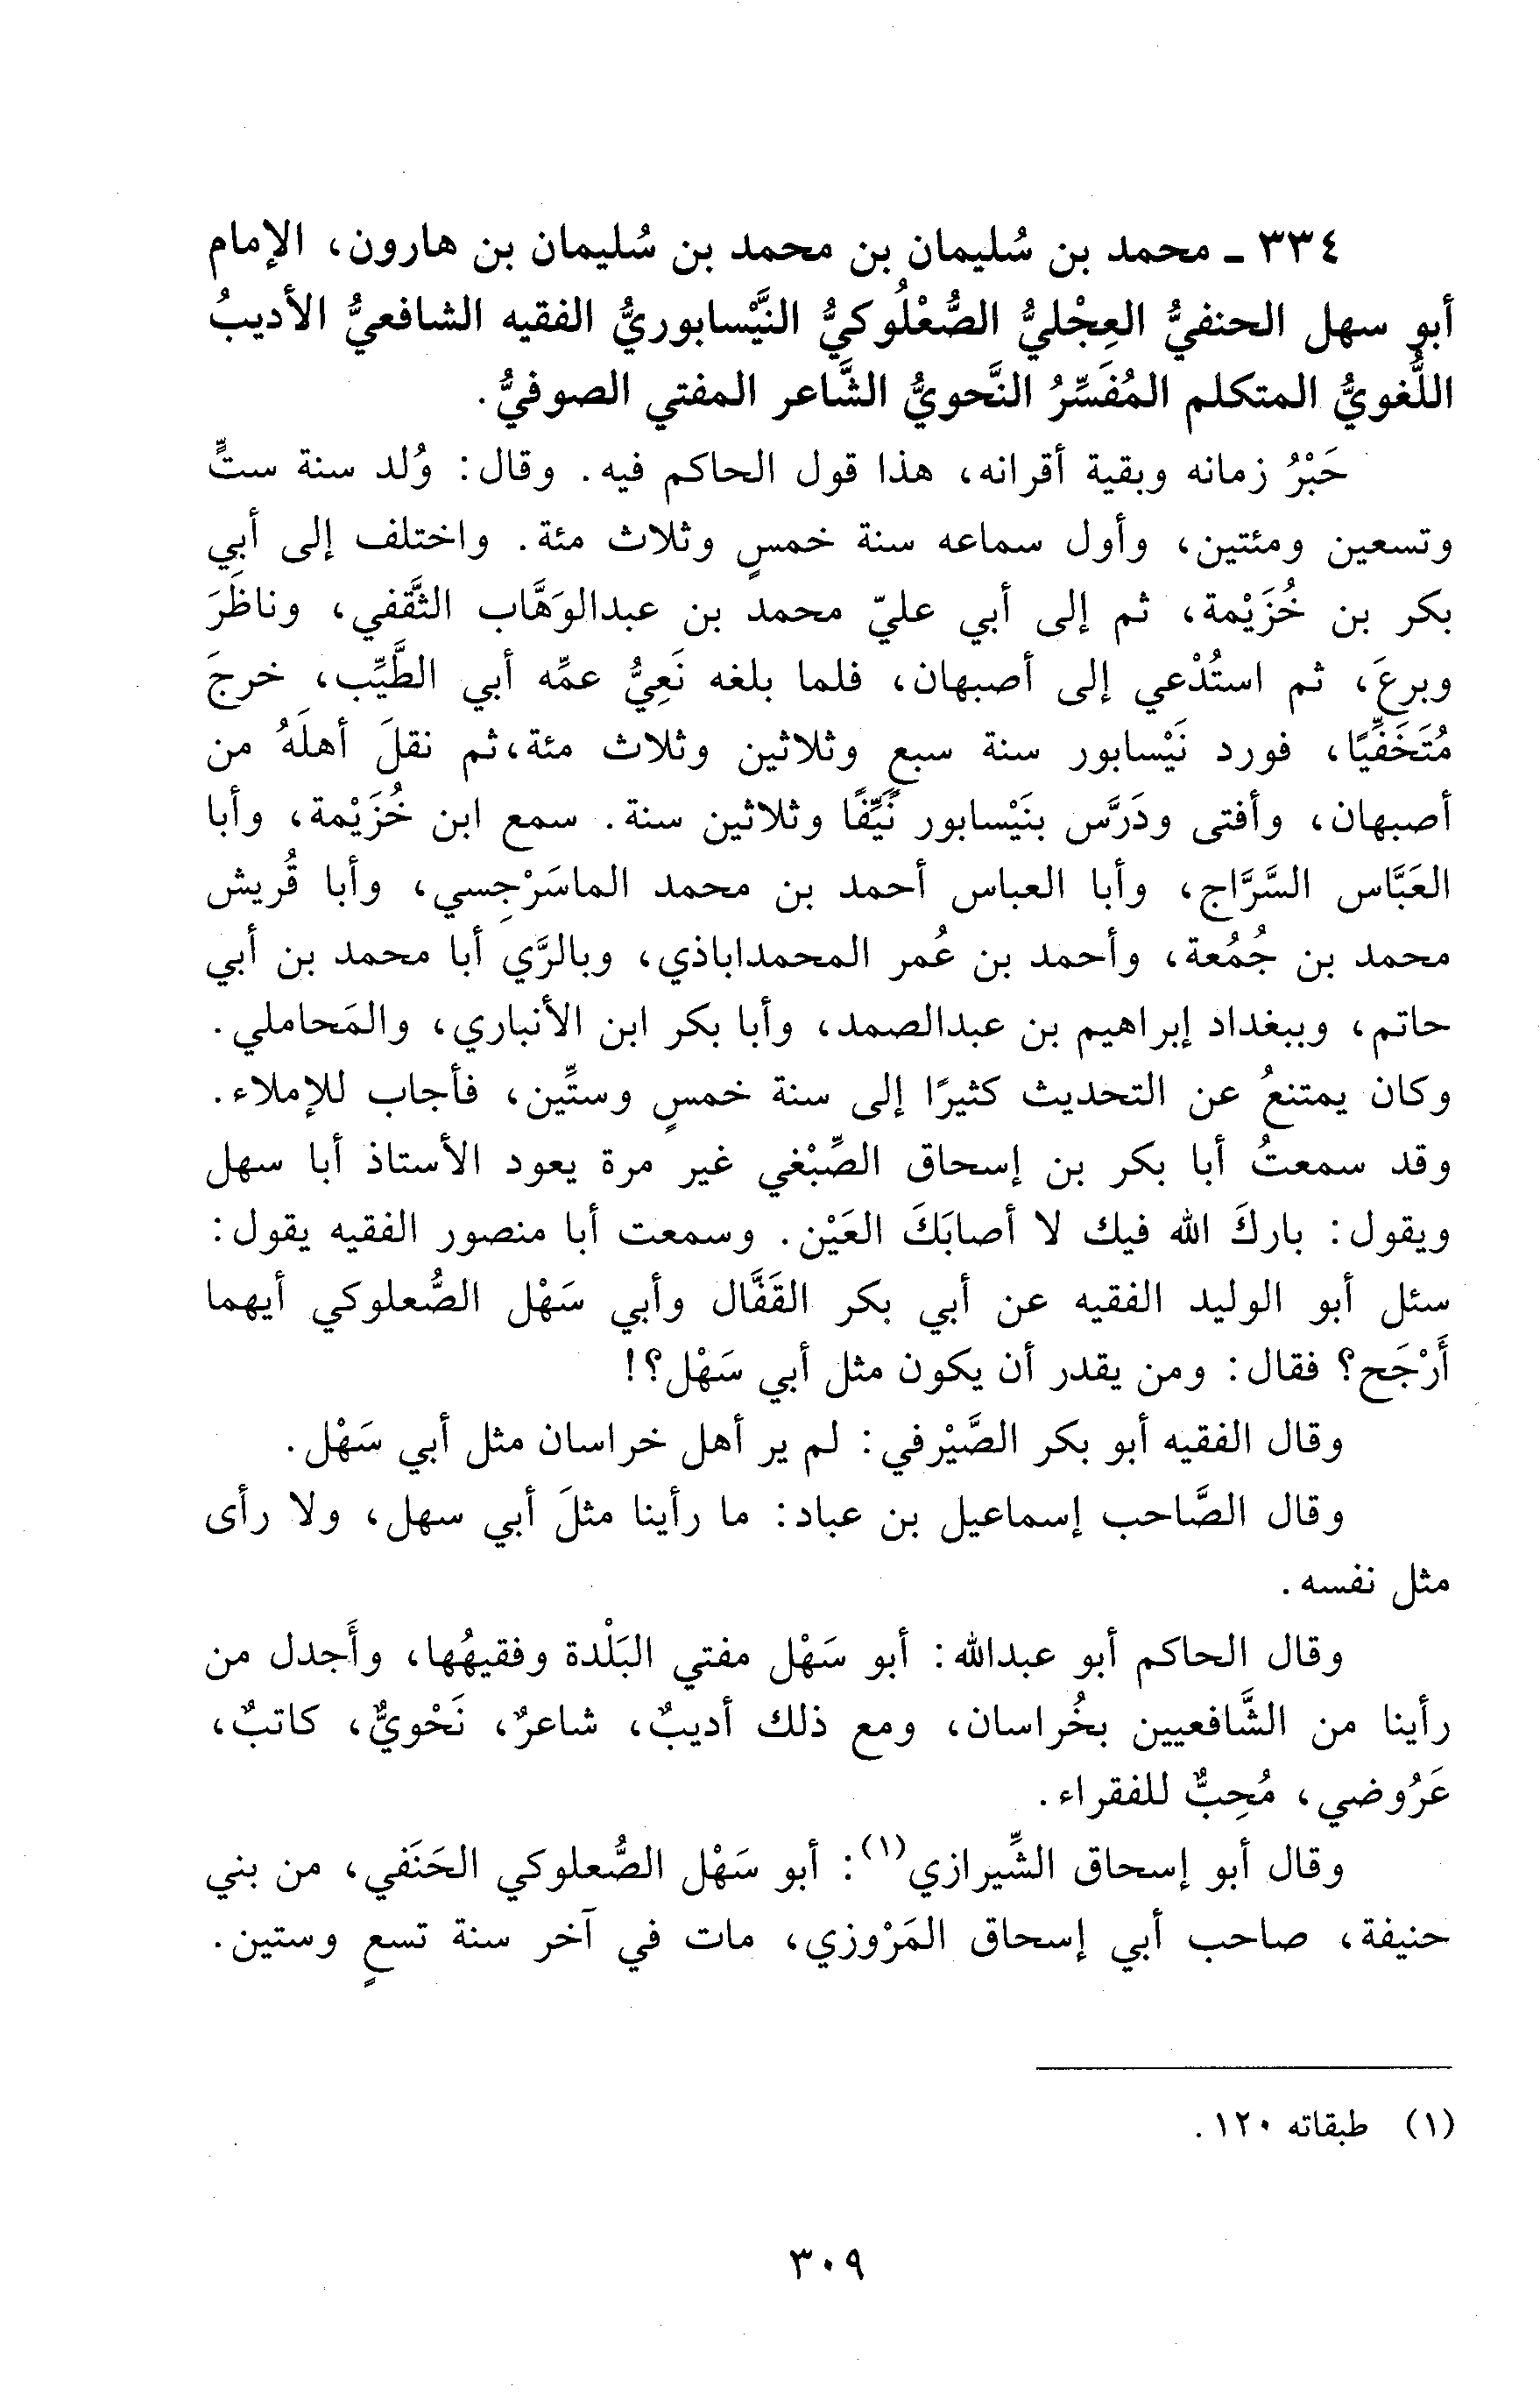 ٣٣٤ ـ محمد بن سُليمان بن محمد بن سُليمان بن هارون، الإمام
أبو سهل الحنفيُّ العِجْليُّ الصُّعْلُوكيُّ النَّيْسابوريُّ الفقيه الشافعيُّ الأديبُ
اللُّغويُّ المتكلم المُفَسِّرُ النَّحويُّ الشَّاعر المفتي الصوفيُّ.
حَبْرُ زمانه وبقية أقرانه، هذا قول الحاكم فيه. وقال: وُلد سنة ستٍّ
وتسعين ومئتين، وأول سماعه سنة خمسٍ وثلاث مئة. واختلف إلى أبي
بكر بن خُزَيْمة، ثم إلى أبي عليّ محمد بن عبدالوَهَّاب الثَّقفي، وناظَرَ
وبرعَ، ثم استُدْعي إلى أصبهان، فلما بلغه نَعِيُّ عمِّه أبي الطَّيِّب، خرجَ
مُتَخَفِّيًا، فورد نَيْسابور سنة سبعٍ وثلاثين وثلاث مئة،ثم نقلَ أهلَهُ من
أصبهان، وأفتى ودَرَّس بنَيْسابور نَيِّفًا وثلاثين سنة. سمع ابن خُزَيْمة، وأبا
العَبَّاس السَّرَّاج، وأبا العباس أحمد بن محمد الماسَرْجِسي، وأبا قُريش
محمد بن جُمُعة، وأحمد بن عُمر المحمداباذي، وبالرَّي أبا محمد بن أبي
حاتم، وببغداد إبراهيم بن عبدالصمد، وأبا بكر ابن الأنباري، والمَحاملي.
وكان يمتنعُ عن التحديث كثيرًا إلى سنة خمسٍ وستِّين، فأجاب للإملاء.
وقد سمعتُ أبا بكر بن إسحاق الصِّبْغي غير مرة يعود الأستاذ أبا سهل
ويقول: باركَ الله فيك لا أصابَكَ العَيْن. وسمعت أبا منصور الفقيه يقول:
سئل أبو الوليد الفقيه عن أبي بكر القَفَّال وأبي سَهْل الصُّعلوكي أيهما
أَرْجَح؟ فقال: ومن يقدر أن يكون مثل أبي سَهْل؟!
وقال الفقيه أبو بكر الصَّيْرفي: لم ير أهل خراسان مثل أبي سَهْل.
وقال الصَّاحب إسماعيل بن عباد: ما رأينا مثلَ أبي سهل، ولا رأى
مثل نفسه.
وقال الحاكم أبو عبدالله: أبو سَهْل مفتي البَلْدة وفقيهُها، وأَجدل من
رأينا من الشَّافعيين بخُراسان، ومع ذلك أديبٌ، شاعرٌ، نَحْويٌّ، كاتبٌ،
عَرُوضي، مُحِبٌّ للفقراء.
وقال أبو إسحاق الشِّيرازي(١): أبو سَهْل الصُّعلوكي الحَنَفي، من بني
حنيفة، صاحب أبي إسحاق المَرْوزي، مات في آخر سنة تسعٍ وستين.
(١) طبقاته ١٢٠.
٣٠٩